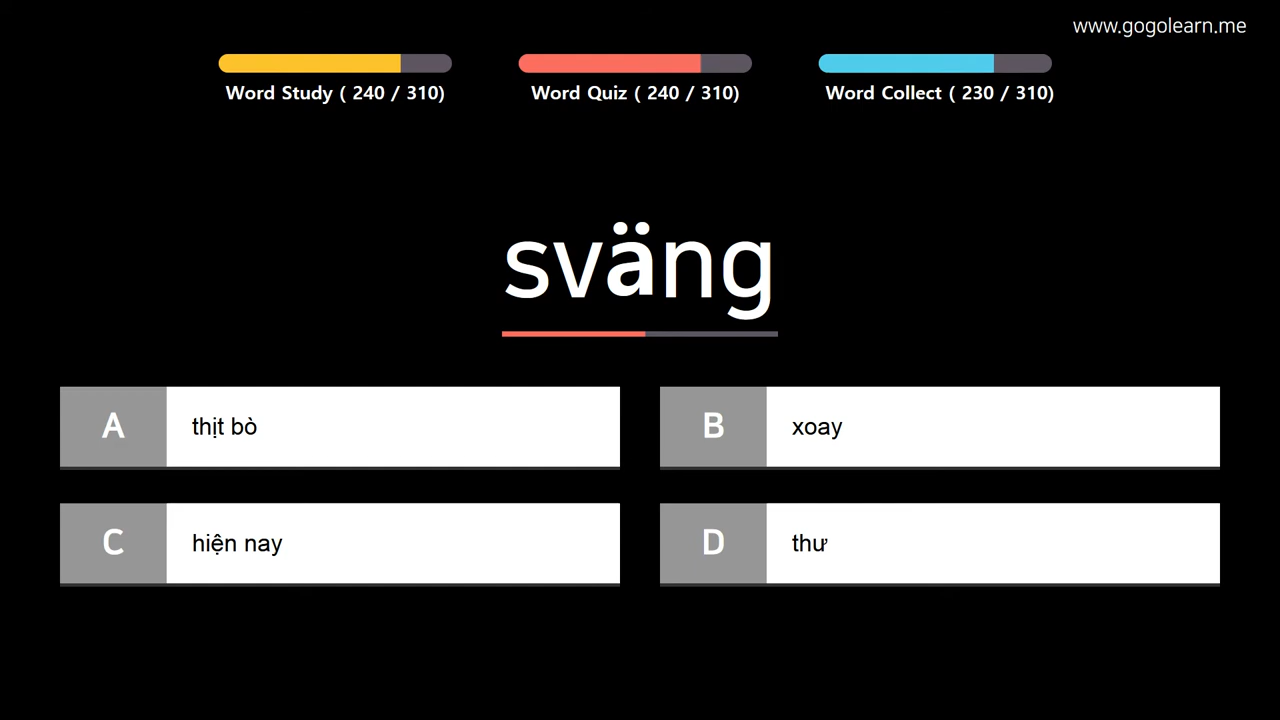 www.gogolearn.me
Word Study ( 240 / 310)
Word Quiz ( 240 / 310)
Word Collect ( 230 / 310)
sväng
A thịt bò
B xoay
C hiện nay
D thư